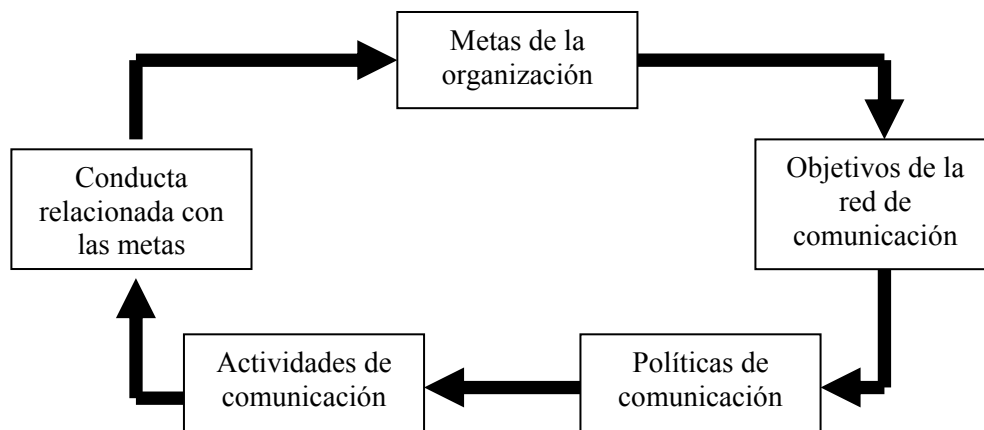 Metas de la
organización
Objetivos de la
red de
comunicación
Políticas de
comunicación
Actividades de
comunicación
Conducta
relacionada con
las metas